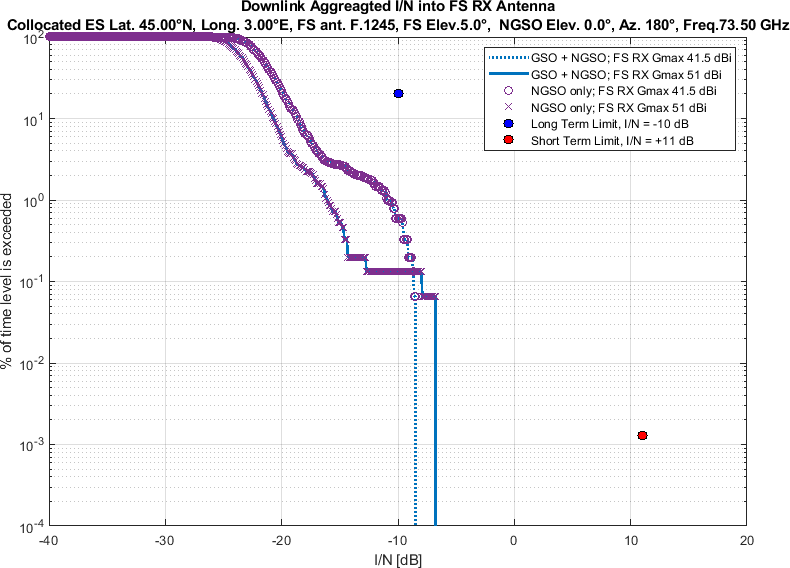 Downlink Aggreagted I/N into FS RX Antenna
Collocated ES Lat. 45.00°N, Long. 3.00°E, FS ant. F.1245, FS Elev.5.0°, NGSO Elev. 0.0°, Az. 180°, Freq.73.50 GHz
10^2
10^1
10^0
10^-1
10^-2
10^-3
10^-4
% of time level is exceeded
GSO + NGSO; FS RX Gmax 41.5 dBi
GSO + NGSO; FS RX Gmax 51 dBi
NGSO only; FS RX Gmax 41.5 dBi
NGSO only; FS RX Gmax 51 dBi
Long Term Limit, I/N = -10 dB
Short Term Limit, I/N = +11 dB
-40 -30 -20 -10 0 10 20
I/N [dB]